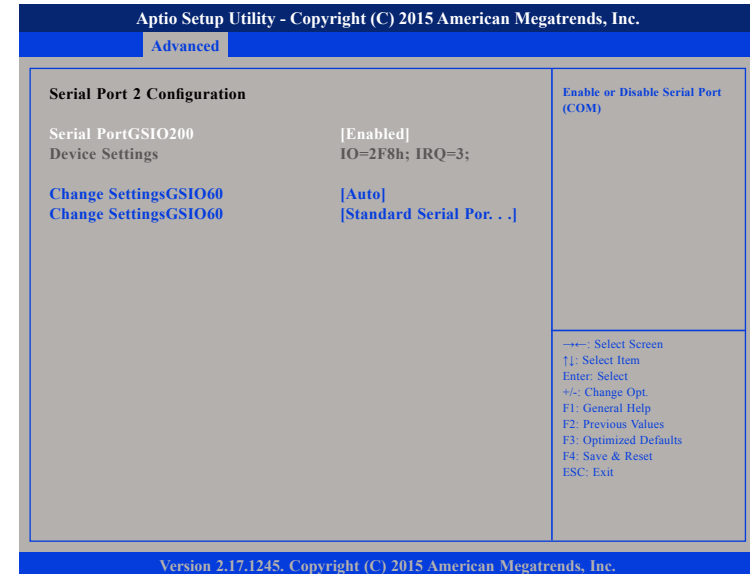 Aptio Setup Utility - Copyright (C) 2015 American Megatrends, Inc.
Advanced
Serial Port 2 Configuration
Serial PortGSIO200 [Enabled]
Device Settings IO=2F8h; IRQ=3;
Change SettingsGSIO60 [Auto]
Change SettingsGSIO60 [Standard Serial Por. . .]
Enable or Disable Serial Port
(COM)
→←: Select Screen
↑↓: Select Item
Enter: Select
+/-: Change Opt.
F1: General Help
F2: Previous Values
F3: Optimized Defaults
F4: Save & Reset
ESC: Exit
Version 2.17.1245. Copyright (C) 2015 American Megatrends, Inc.